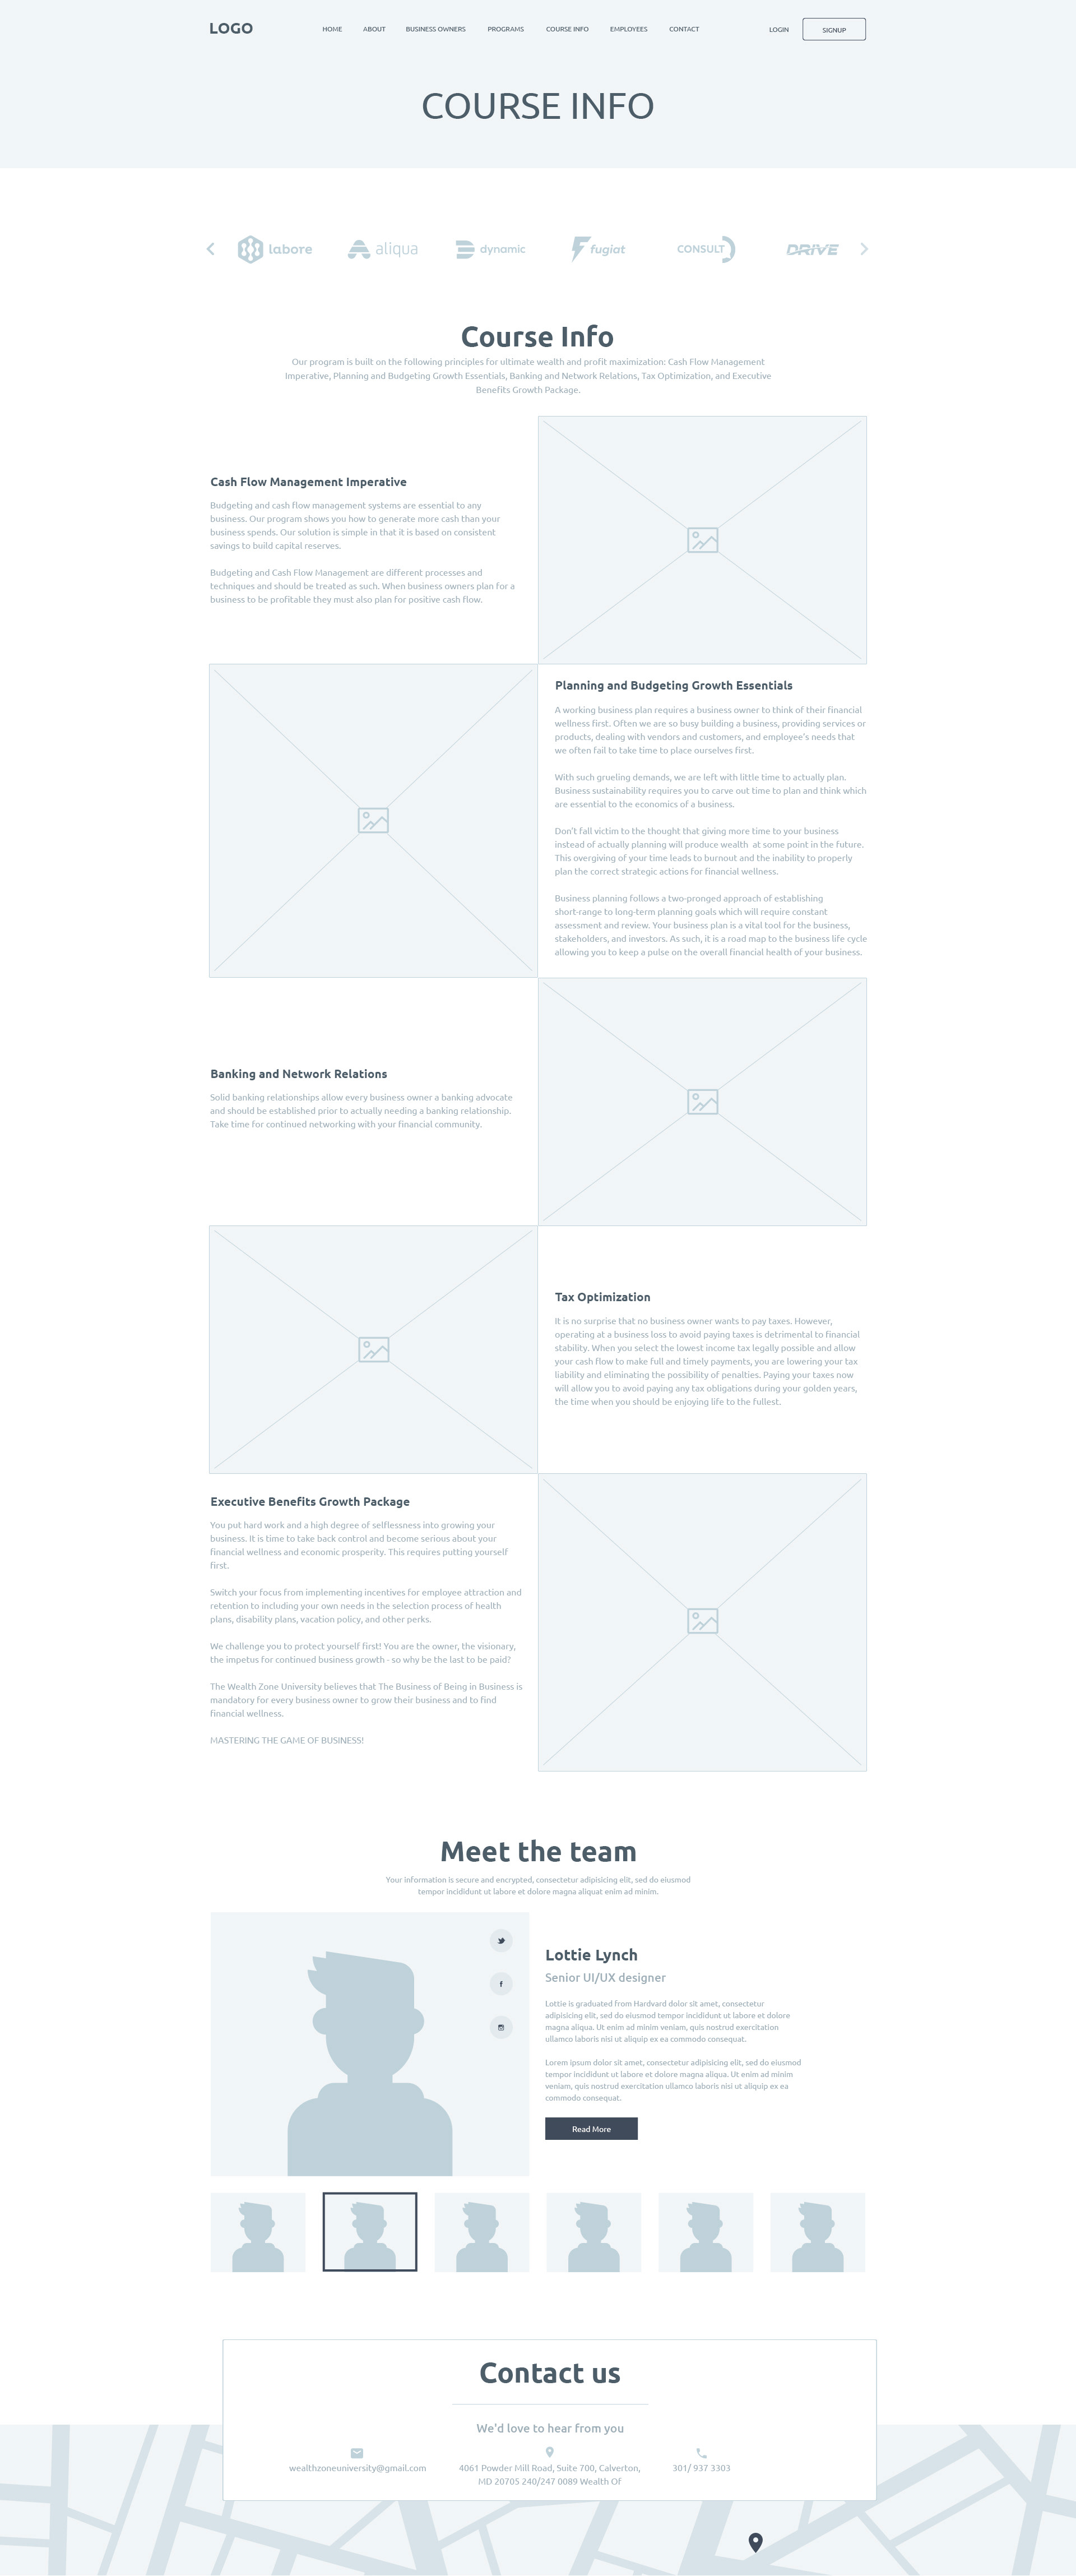 LOGO
HOME ABOUT BUSINESS OWNERS PROGRAMS COURSE INFO EMPLOYEES CONTACT LOGIN SIGNUP
COURSE INFO
labore aliqua dynamic fugiat CONSULT DRIVE
Course Info
Our program is built on the following principles for ultimate wealth and profit maximization: Cash Flow Management
Imperative, Planning and Budgeting Growth Essentials, Banking and Network Relations, Tax Optimization, and Executive
Benefits Growth Package.
Cash Flow Management Imperative
Budgeting and cash flow management systems are essential to any
business. Our program shows you how to generate more cash than your
business spends. Our solution is simple in that it is based on consistent
savings to build capital reserves.
Budgeting and Cash Flow Management are different processes and
techniques and should be treated as such. When business owners plan for a
business to be profitable they must also plan for positive cash flow.
Planning and Budgeting Growth Essentials
A working business plan requires a business owner to think of their financial
wellness first. Often we are so busy building a business, providing services or
products, dealing with vendors and customers, and employee's needs that
we often fail to take time to place ourselves first.
With such grueling demands, we are left with little time to actually plan.
Business sustainability requires you to carve out time to plan and think which
are essential to the economics of a business.
Don't fall victim to the thought that giving more time to your business
instead of actually planning will produce wealth at some point in the future.
This overgiving of your time leads to burnout and the inability to properly
plan the correct strategic actions for financial wellness.
Business planning follows a two-pronged approach of establishing
short-range to long-term planning goals which will require constant
assessment and review. Your business plan is a vital tool for the business,
stakeholders, and investors. As such, it is a road map to the business life cycle
allowing you to keep a pulse on the overall financial health of your business.
Banking and Network Relations
Solid banking relationships allow every business owner a banking advocate
and should be established prior to actually needing a banking relationship.
Take time for continued networking with your financial community.
Tax Optimization
It is no surprise that no business owner wants to pay taxes. However,
operating at a business loss to avoid paying taxes is detrimental to financial
stability. When you select the lowest income tax legally possible and allow
your cash flow to make full and timely payments, you are lowering your tax
liability and eliminating the possibility of penalties. Paying your taxes now
will allow you to avoid paying any tax obligations during your golden years,
the time when you should be enjoying life to the fullest.
Executive Benefits Growth Package
You put hard work and a high degree of selflessness into growing your
business. It is time to take back control and become serious about your
financial wellness and economic prosperity. This requires putting yourself
first.
Switch your focus from implementing incentives for employee attraction and
retention to including your own needs in the selection process of health
plans, disability plans, vacation policy, and other perks.
We challenge you to protect yourself first! You are the owner, the visionary,
the impetus for continued business growth - so why be the last to be paid?
The Wealth Zone University believes that The Business of Being in Business is
mandatory for every business owner to grow their business and to find
financial wellness.
MASTERING THE GAME OF BUSINESS!
Meet the team
Your information is secure and encrypted, consectetur adipisicing elit, sed do eiusmod
tempor incididunt ut labore et dolore magna aliquat enim ad minim.
Lottie Lynch
Senior UI/UX designer
Lottie is graduated from Hardvard dolor sit amet, consectetur
adipisicing elit, sed do eiusmod tempor incididunt ut labore et dolore
magna aliqua. Ut enim ad minim veniam, quis nostrud exercitation
ullamco laboris nisi ut aliquip ex ea commodo consequat.
Lorem ipsum dolor sit amet, consectetur adipisicing elit, sed do eiusmod
tempor incididunt ut labore et dolore magna aliqua. Ut enim ad minim
veniam, quis nostrud exercitation ullamco laboris nisi ut aliquip ex ea
commodo consequat.
Read More
Contact us
We'd love to hear from you
wealthzoneuniversity@gmail.com
4061 Powder Mill Road, Suite 700, Calverton,
MD 20705 240/247 0089 Wealth Of
301/ 937 3303